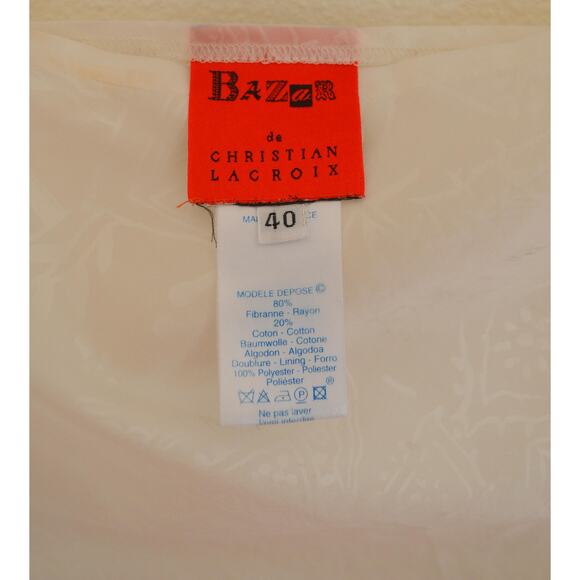 BAZAR
de
CHRISTIAN
LACROIX
40
MODELE DEPOSE ©
80%
Fibranne - Rayon
20%
Coton - Cotton
Baumwolle - Cotone
Algodon - Algodoa
Doublure - Lining - Forro
100% Polyester - Poliester
Poliéster ®
P
Ne pas laver